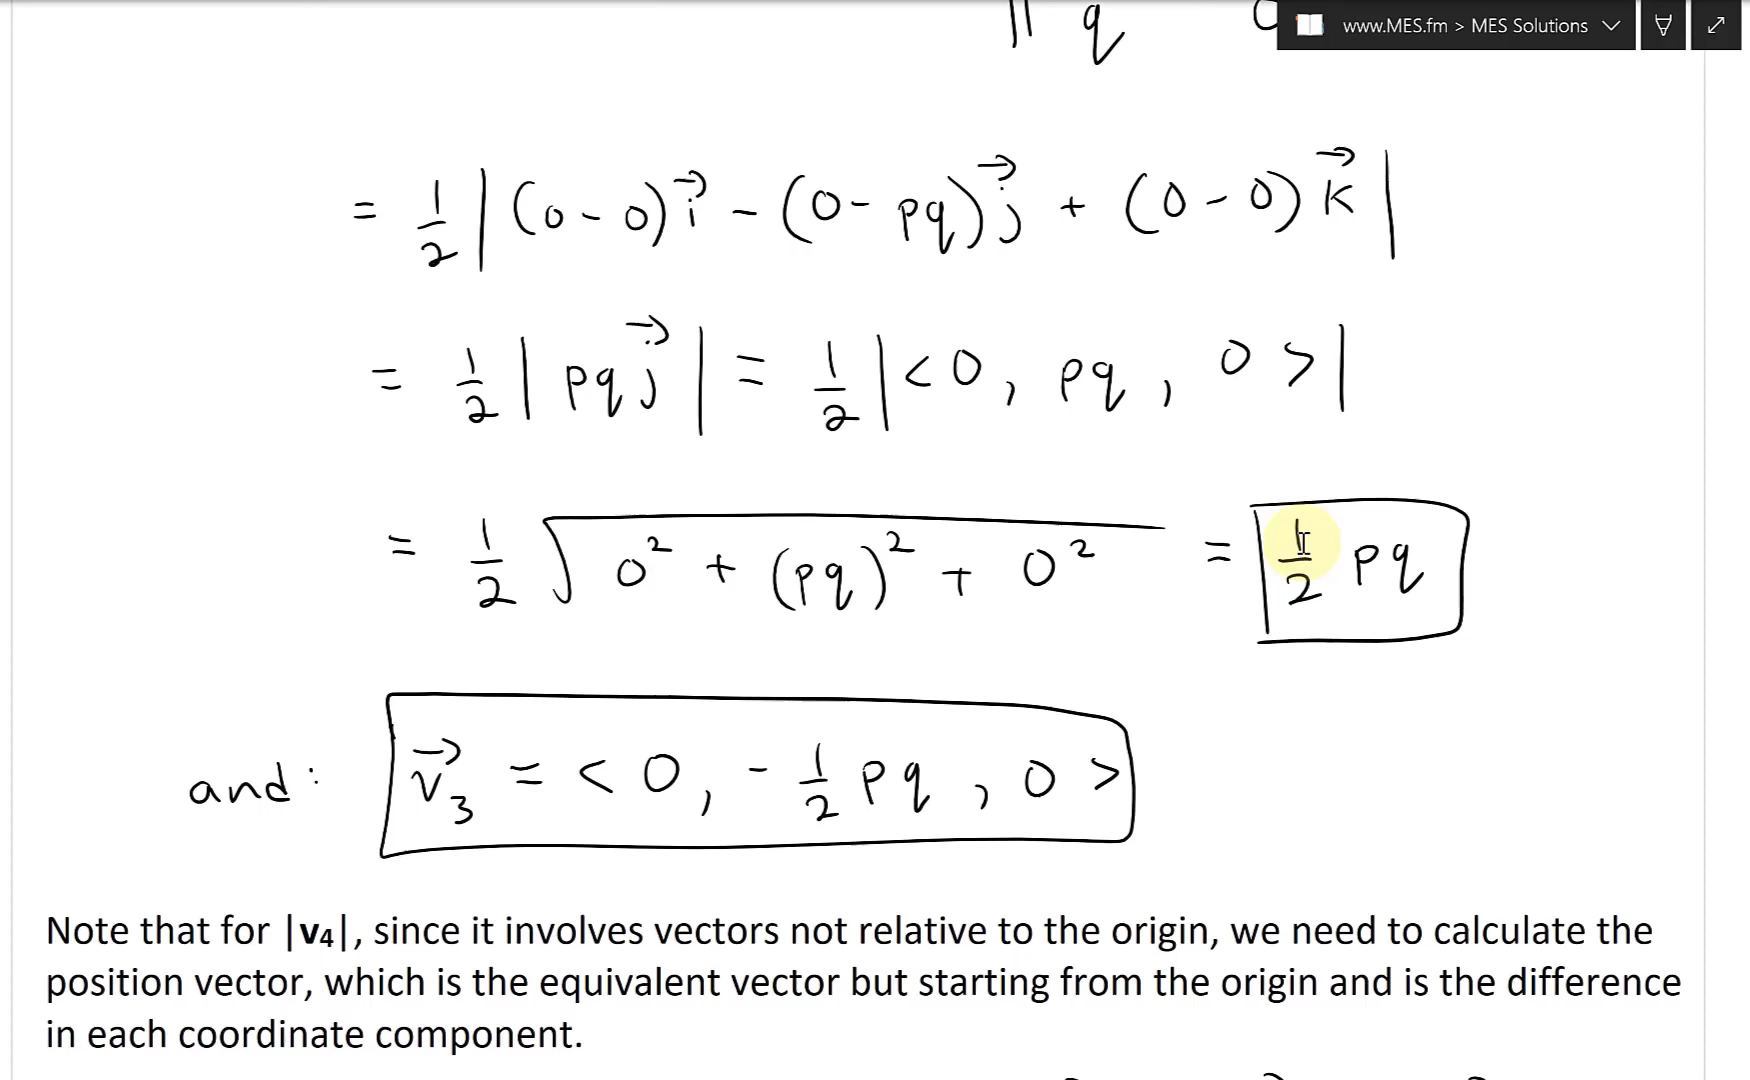 || q
www.MES.fm > MES Solutions
= 1/2 |(0 - 0)i⃗ - (0 - pq)j⃗ + (0 - 0)k⃗|
= 1/2 |pq j⃗| = 1/2 |<0, pq, 0>|
= 1/2 √(0² + (pq)² + 0²) = 1/2 pq
and: v⃗₃ = <0, -1/2 pq, 0>
Note that for |v₄|, since it involves vectors not relative to the origin, we need to calculate the
position vector, which is the equivalent vector but starting from the origin and is the difference
in each coordinate component.